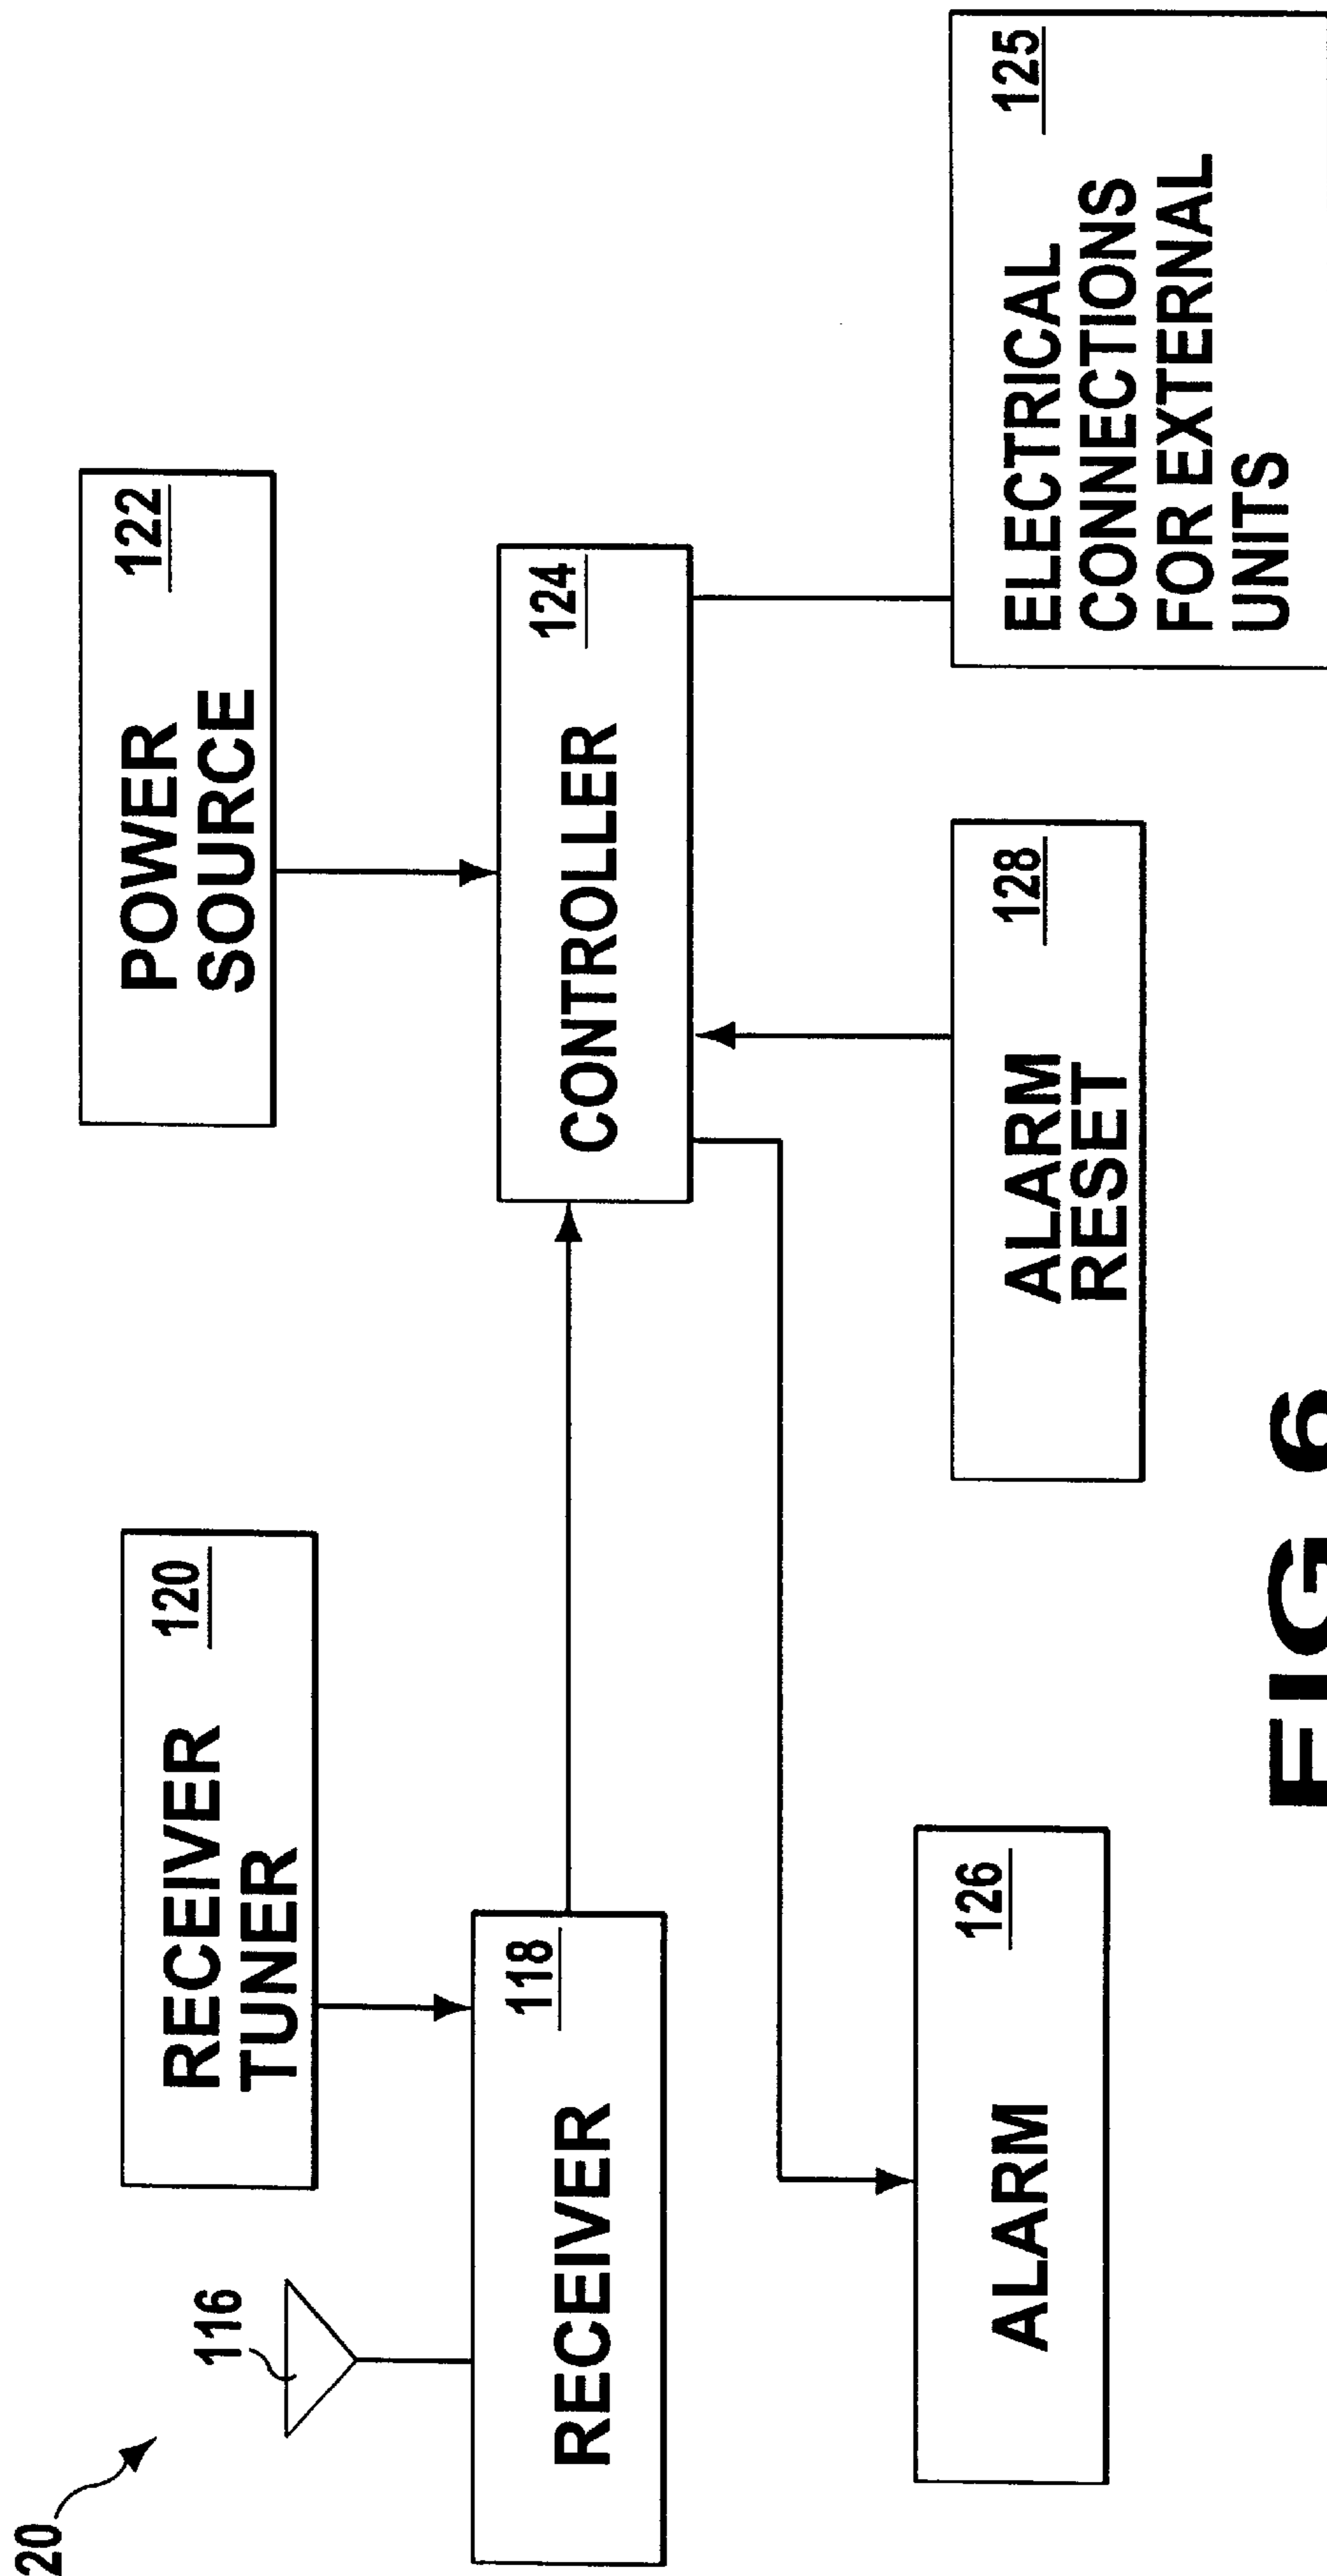 20
116
RECEIVER
TUNER
120
POWER
SOURCE
122
RECEIVER
118
CONTROLLER
124
ALARM
126
ALARM
RESET
128
ELECTRICAL
CONNECTIONS
FOR EXTERNAL
UNITS
125
FIG 6